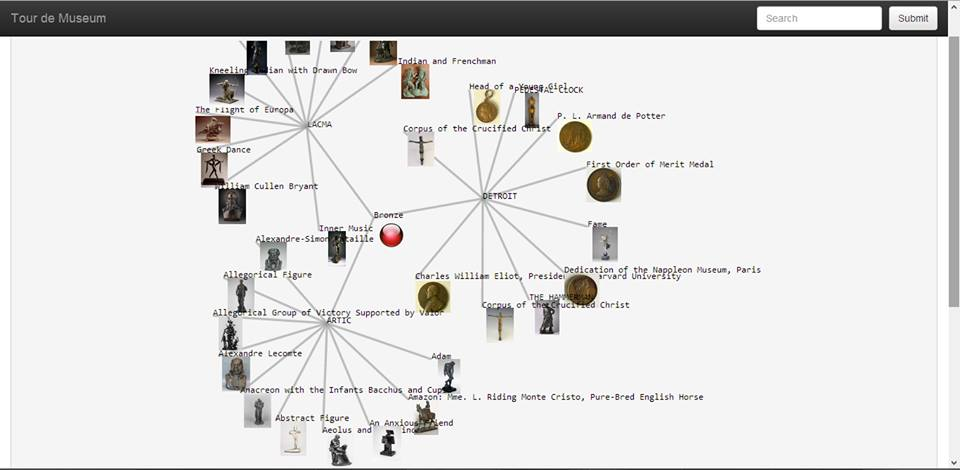 Tour de Museum
Search
Submit
Kneeling Indian with Drawn Bow
Indian and Frenchman
Head of a Young Girl
PEDESTAL CLOCK
The Flight of Europa
P. L. Armand de Potter
LACMA
Corpus of the Crucified Christ
Greek Dance
First Order of Merit Medal
William Cullen Bryant
DETROIT
Bronze
Inner Music
Fame
Alexandre-Simon Pataille
Allegorical Figure
Dedication of the Napoleon Museum, Paris
Charles William Eliot, President Harvard University
THE HAMMERMAN
Corpus of the Crucified Christ
Allegorical Group of Victory Supported by Valor
ARTIC
Alexandre Lecomte
Adam
Anacreon with the Infants Bacchus and Cupid
Amazon: Mme. L. Riding Monte Cristo, Pure-Bred English Horse
Abstract Figure
An Anxious Friend
Aeolus and